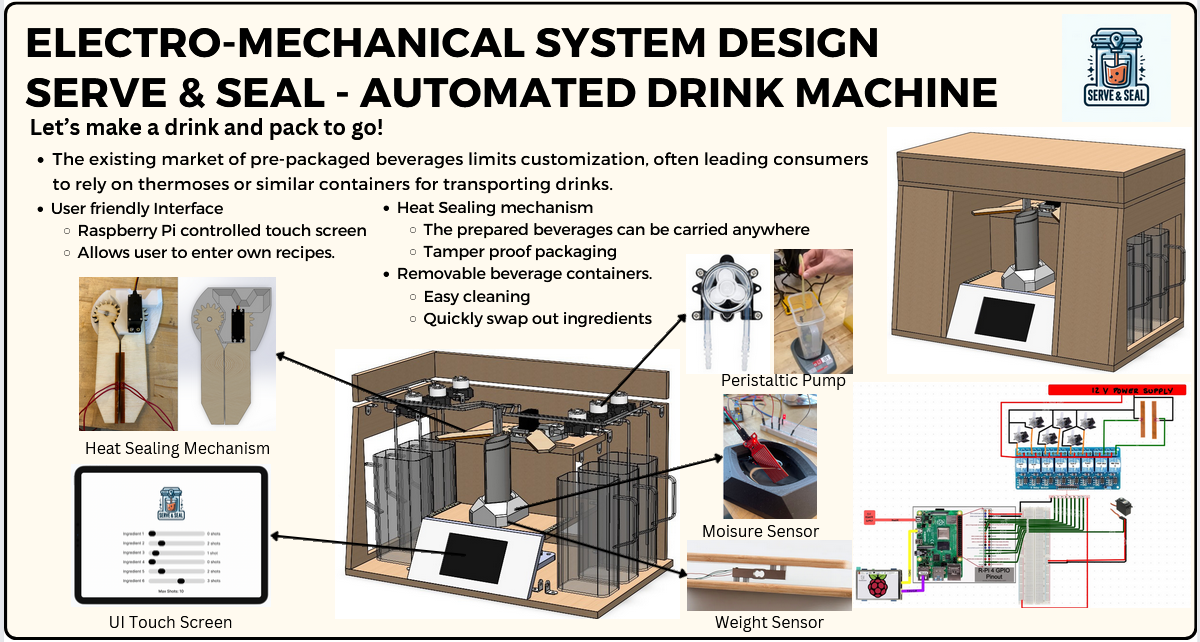 ELECTRO-MECHANICAL SYSTEM DESIGN
SERVE & SEAL - AUTOMATED DRINK MACHINE
SERVE & SEAL
Let's make a drink and pack to go!
• The existing market of pre-packaged beverages limits customization, often leading consumers
to rely on thermoses or similar containers for transporting drinks.
• User friendly Interface
○ Raspberry Pi controlled touch screen
○ Allows user to enter own recipes.
• Heat Sealing mechanism
○ The prepared beverages can be carried anywhere
○ Tamper proof packaging
• Removable beverage containers.
○ Easy cleaning
○ Quickly swap out ingredients
Peristaltic Pump
Heat Sealing Mechanism
SERVE & SEAL
Ingredient 1 0 shots
Ingredient 2 2 shots
Ingredient 3 1 shot
Ingredient 4 0 shots
Ingredient 5 2 shots
Ingredient 6 5 shots
Max Shots: 10
UI Touch Screen
Moisure Sensor
Weight Sensor
12 V POWER SUPPLY
R-Pi 4 GPIO
Pinout